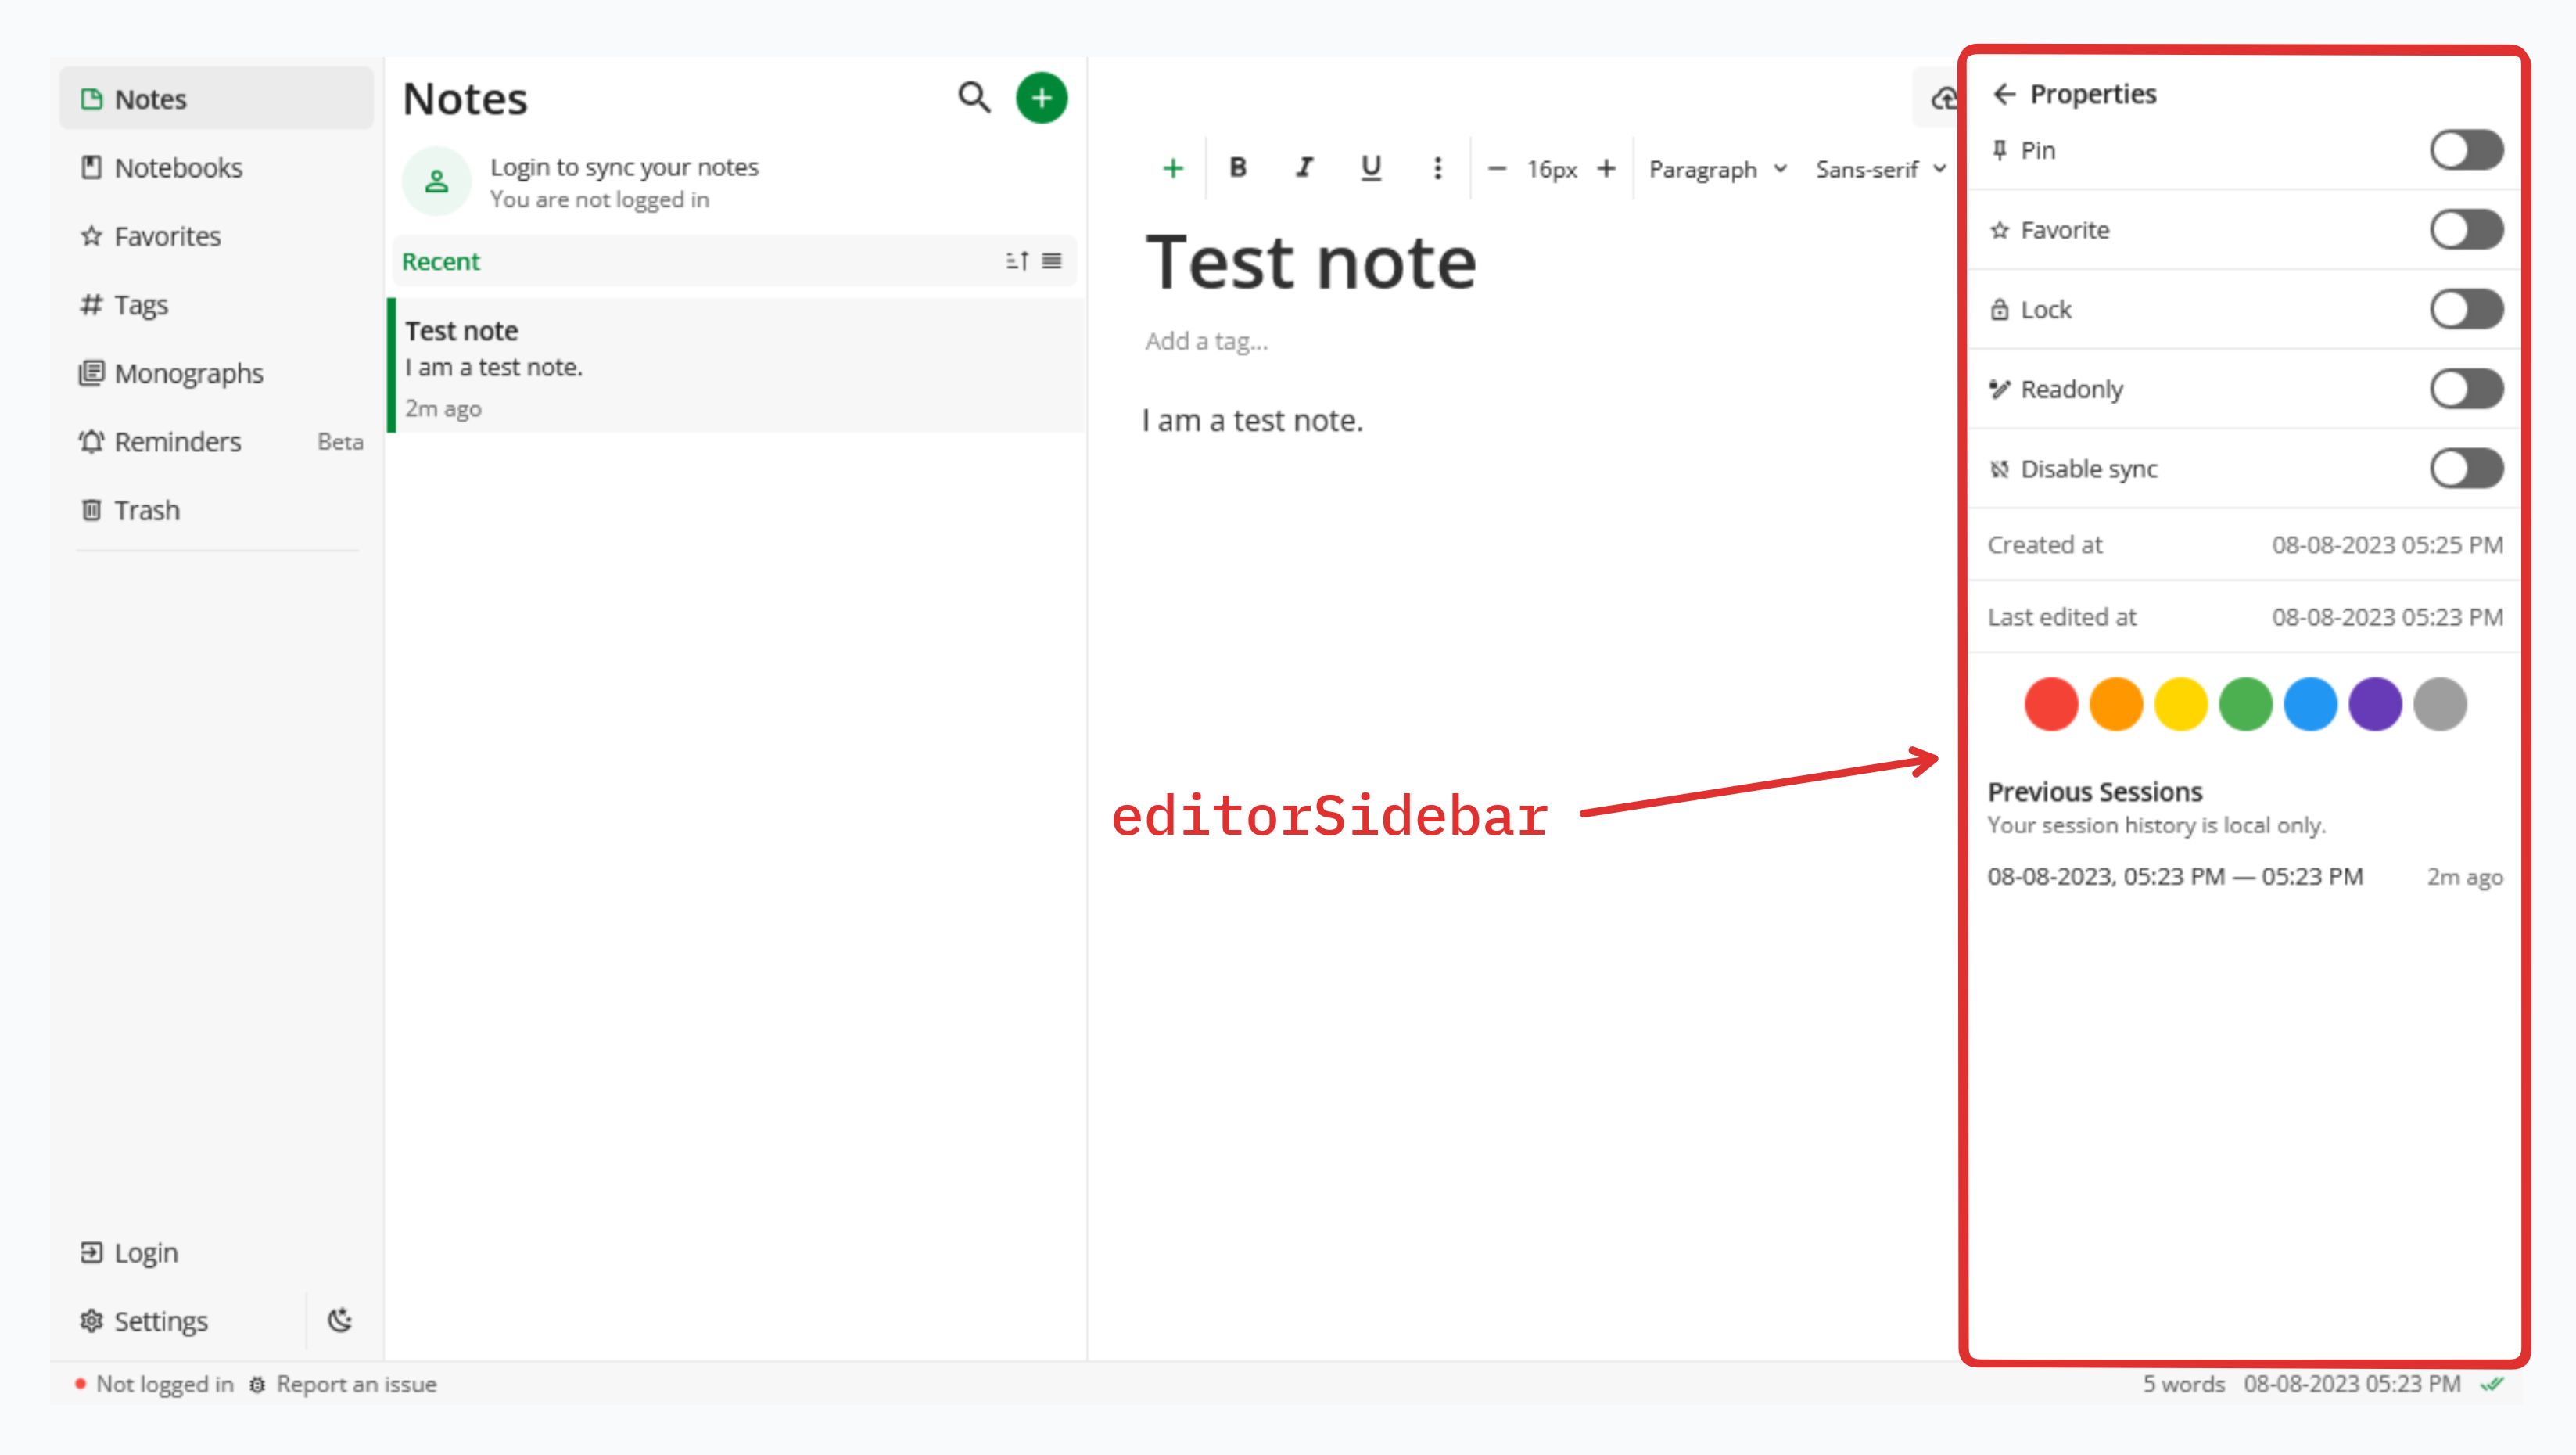 Notes
Notebooks
Favorites
Tags
Monographs
Reminders Beta
Trash
Login
Settings
Notes
Login to sync your notes
You are not logged in
Recent
Test note
I am a test note.
2m ago
B I U 16px Paragraph Sans-serif
Test note
Add a tag...
I am a test note.
editorSidebar
Properties
Pin
Favorite
Lock
Readonly
Disable sync
Created at 08-08-2023 05:25 PM
Last edited at 08-08-2023 05:23 PM
Previous Sessions
Your session history is local only.
08-08-2023, 05:23 PM — 05:23 PM 2m ago
Not logged in Report an issue
5 words 08-08-2023 05:23 PM